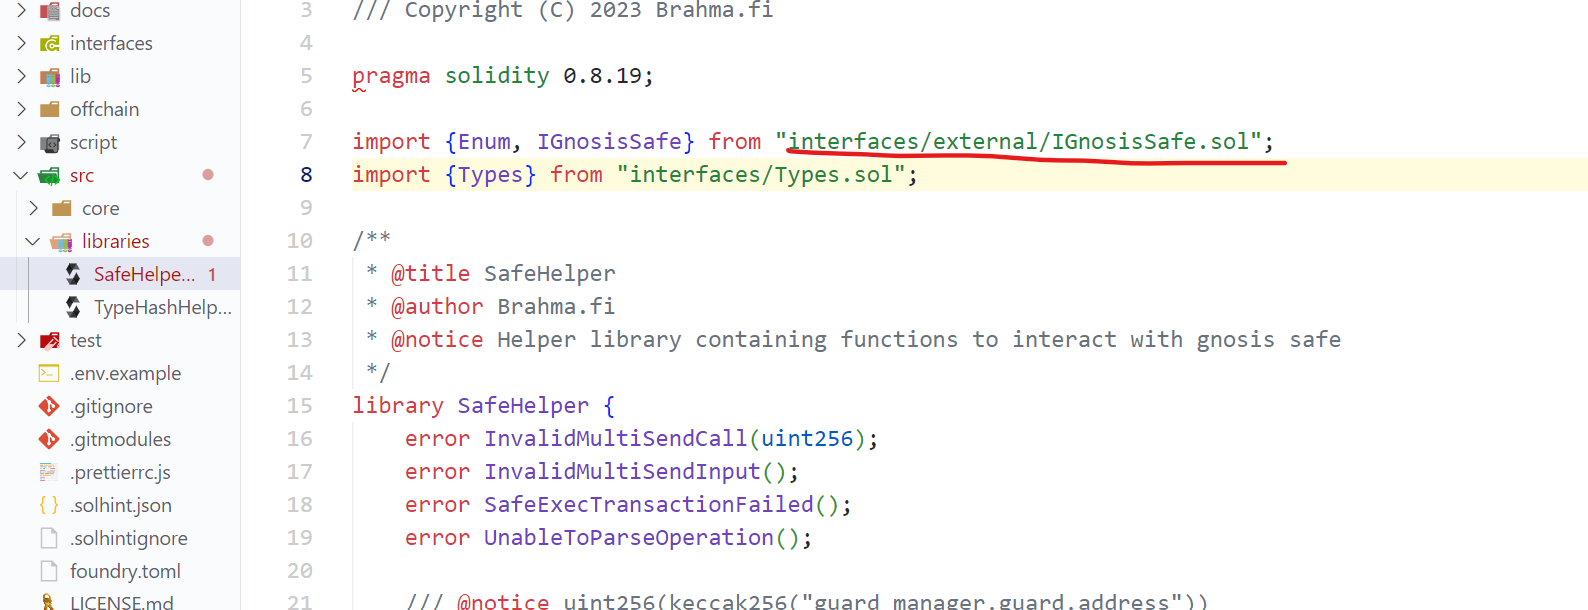 docs
interfaces
lib
offchain
script
src
core
libraries
SafeHelpe... 1
TypeHashHelp...
test
.env.example
.gitignore
.gitmodules
.prettierrc.js
.solhint.json
.solhintignore
foundry.toml
LICENSE.md
3 /// Copyright (C) 2023 Brahma.fi
4
5 pragma solidity 0.8.19;
6
7 import {Enum, IGnosisSafe} from "interfaces/external/IGnosisSafe.sol";
8 import {Types} from "interfaces/Types.sol";
9
10 /**
11 * @title SafeHelper
12 * @author Brahma.fi
13 * @notice Helper library containing functions to interact with gnosis safe
14 */
15 library SafeHelper {
16 error InvalidMultiSendCall(uint256);
17 error InvalidMultiSendInput();
18 error SafeExecTransactionFailed();
19 error UnableToParseOperation();
20
21 /// @notice uint256(keccak256("guard_manager.guard.address"))